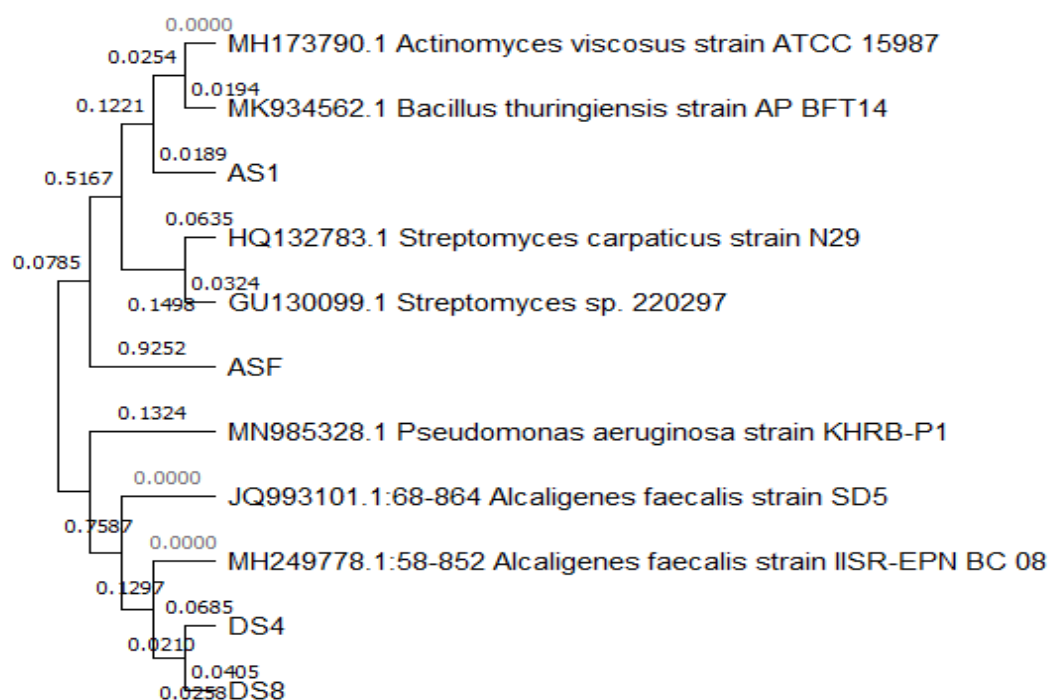 0.0000
MH173790.1 Actinomyces viscosus strain ATCC 15987
0.0254
0.0194
MK934562.1 Bacillus thuringiensis strain AP BFT14
0.1221
0.0189
AS1
0.5167
0.0635
HQ132783.1 Streptomyces carpaticus strain N29
0.0785
0.0324
0.1498
GU130099.1 Streptomyces sp. 220297
0.9252
ASF
0.1324
MN985328.1 Pseudomonas aeruginosa strain KHRB-P1
0.0000
JQ993101.1:68-864 Alcaligenes faecalis strain SD5
0.7587
0.0000
MH249778.1:58-852 Alcaligenes faecalis strain IISR-EPN BC 08
0.1297
0.0685
DS4
0.0210
0.0405
0.0258
DS8